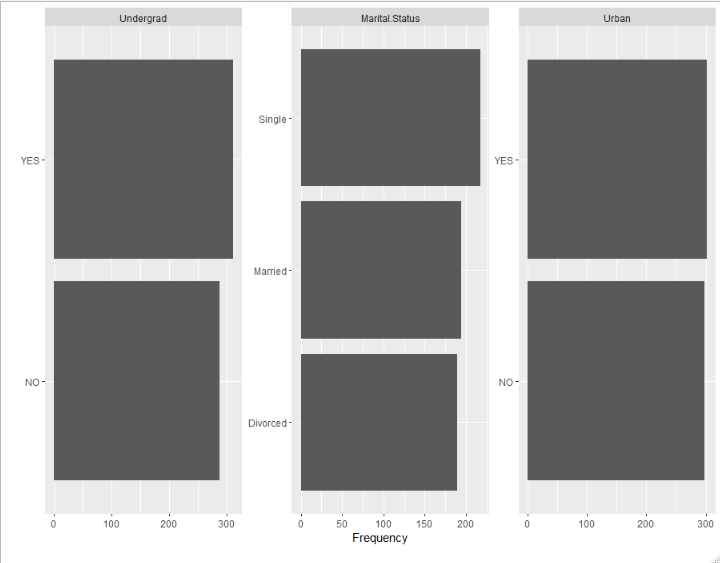 Undergrad
YES
NO
0 100 200 300
Marital.Status
Single
Married
Divorced
0 50 100 150 200
Urban
YES
NO
0 100 200 300
Frequency